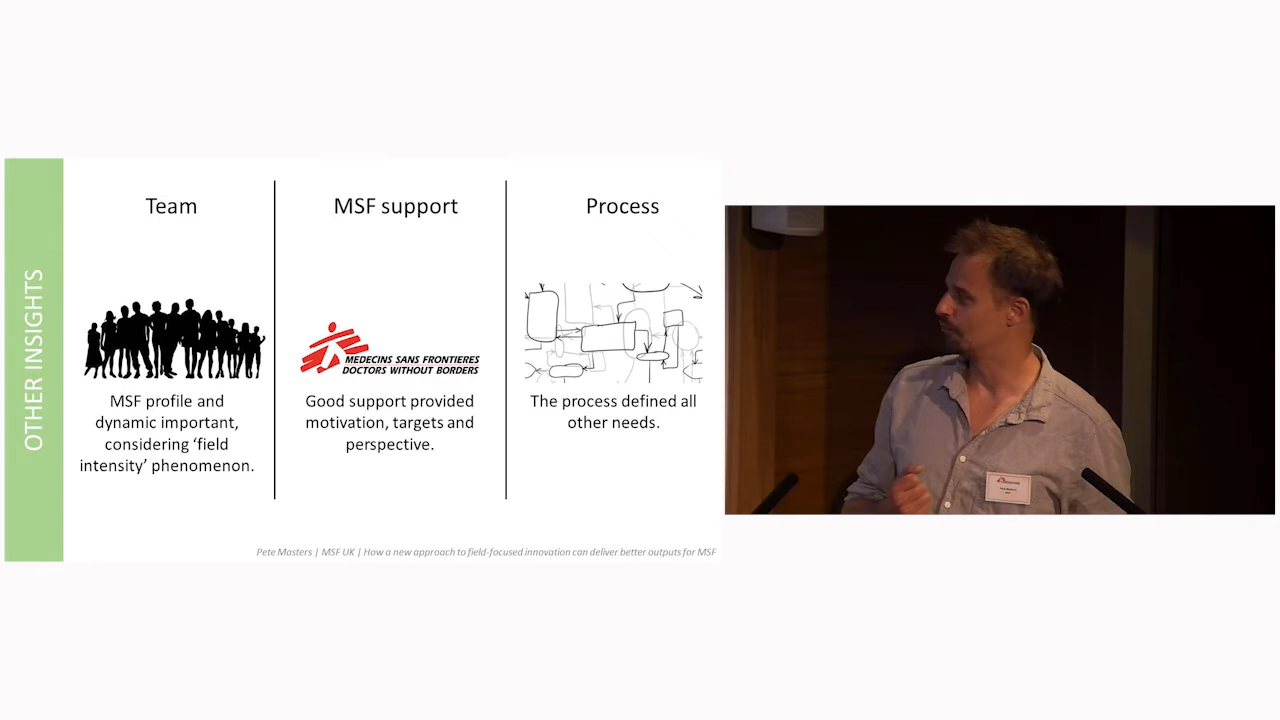 OTHER INSIGHTS
Team
MSF profile and
dynamic important,
considering ‘field
intensity’ phenomenon.
MSF support
MEDECINS SANS FRONTIERES
DOCTORS WITHOUT BORDERS
Good support provided
motivation, targets and
perspective.
Process
The process defined all
other needs.
Pete Masters | MSF UK | How a new approach to field-focused innovation can deliver better outputs for MSF